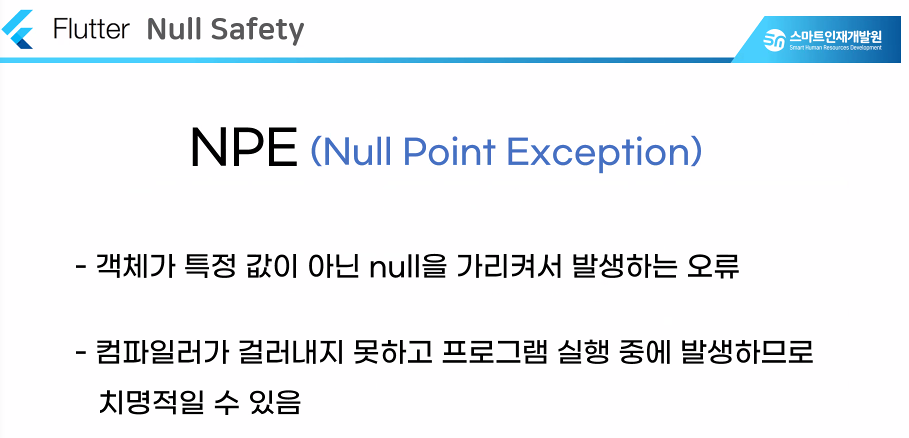 Flutter Null Safety
스마트인재개발원
Smart Human Resources Development
NPE (Null Point Exception)
- 객체가 특정 값이 아닌 null을 가리켜서 발생하는 오류
- 컴파일러가 걸러내지 못하고 프로그램 실행 중에 발생하므로
치명적일 수 있음